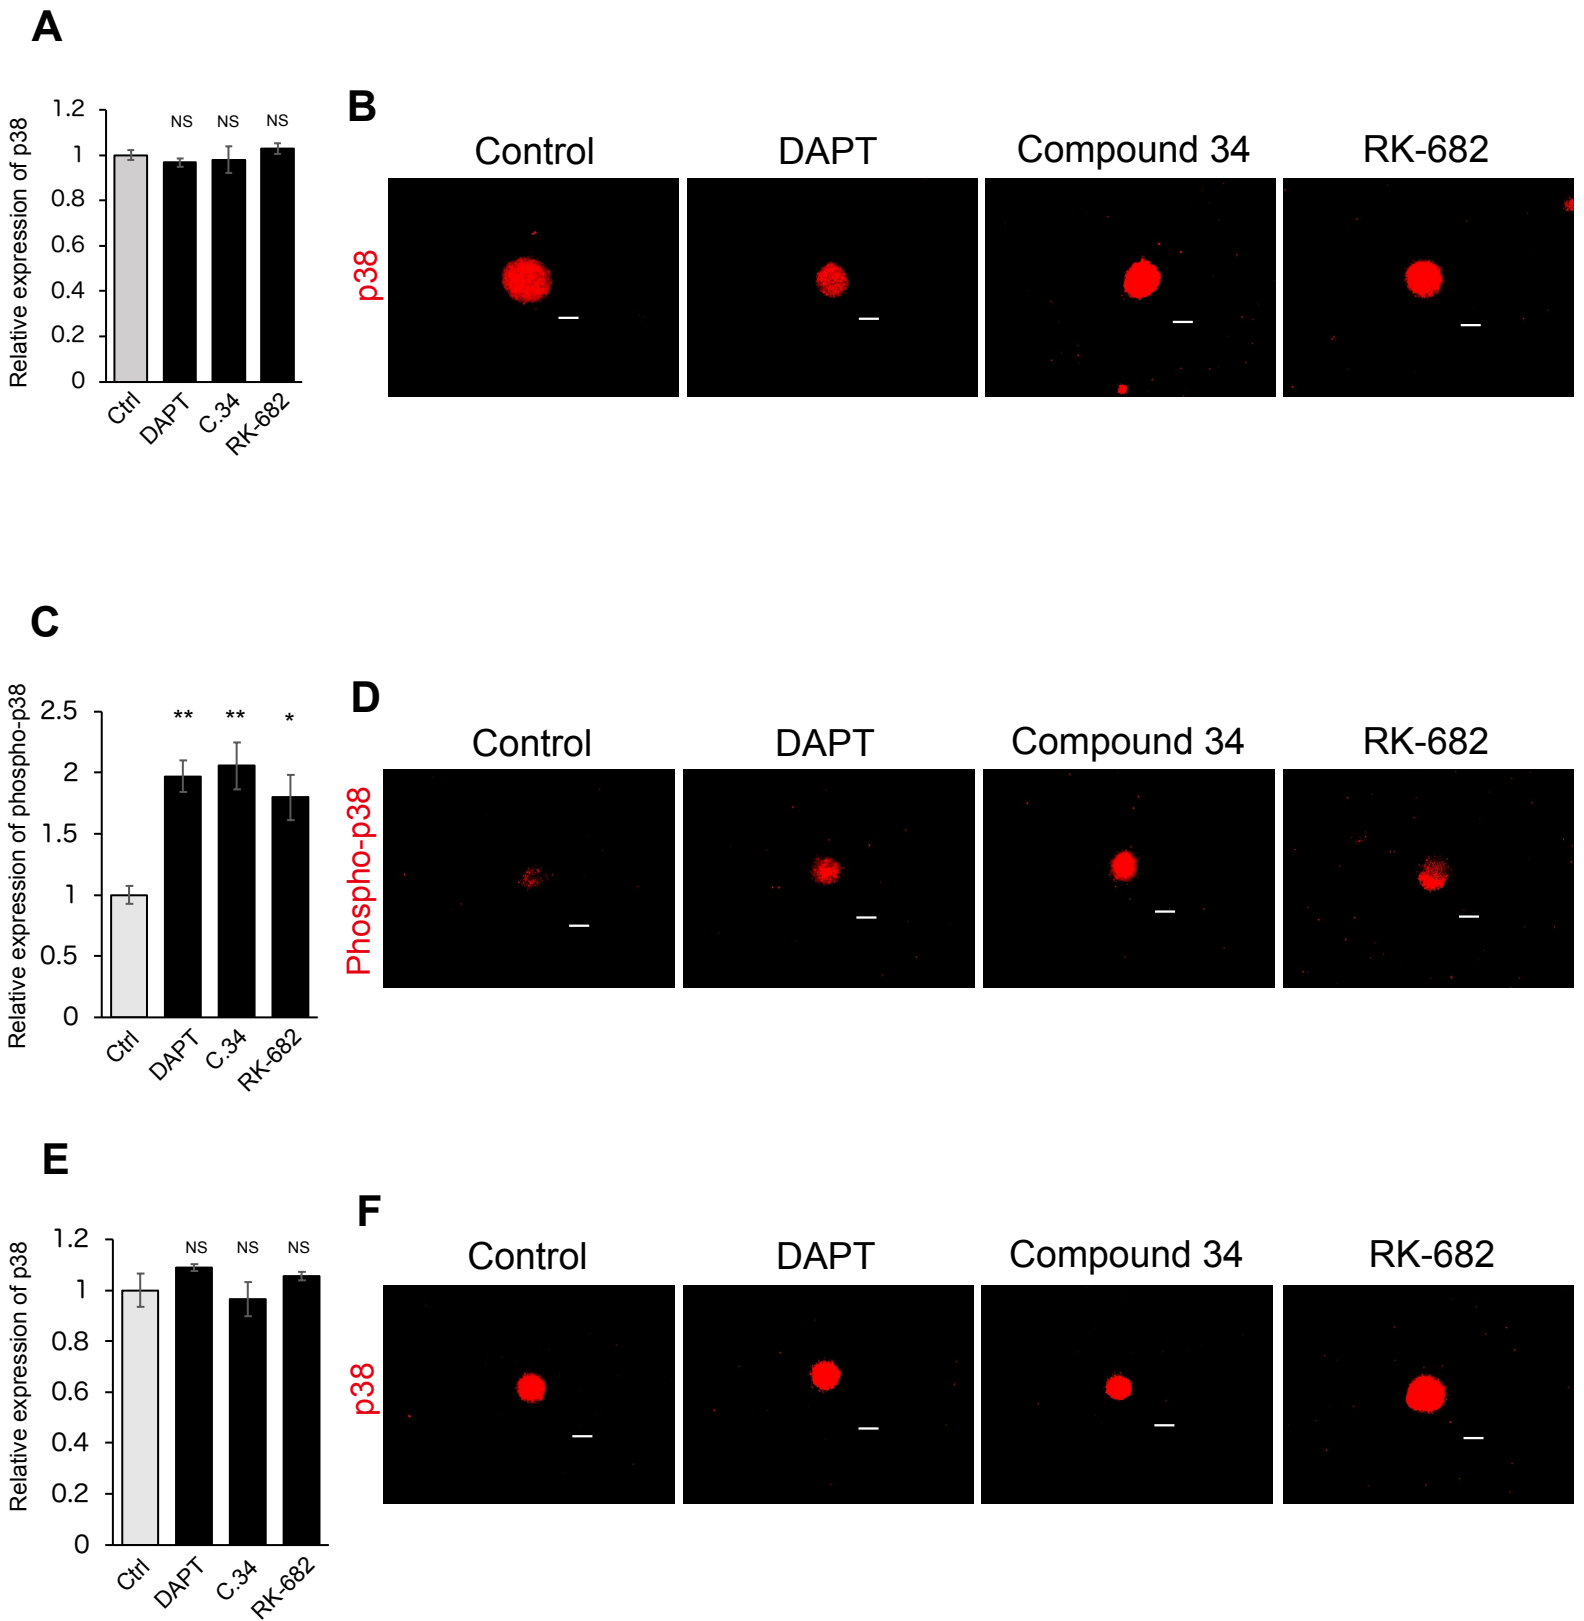 A
Relative expression of p38
1.2
1
0.8
0.6
0.4
0.2
0
NS NS NS
Ctrl DAPT C.34 RK-682
B
Control DAPT Compound 34 RK-682
p38
C
Relative expression of phospho-p38
2.5
2
1.5
1
0.5
0
** ** *
Ctrl DAPT C.34 RK-682
D
Control DAPT Compound 34 RK-682
Phospho-p38
E
Relative expression of p38
1.2
1
0.8
0.6
0.4
0.2
0
NS NS NS
Ctrl DAPT C.34 RK-682
F
Control DAPT Compound 34 RK-682
p38